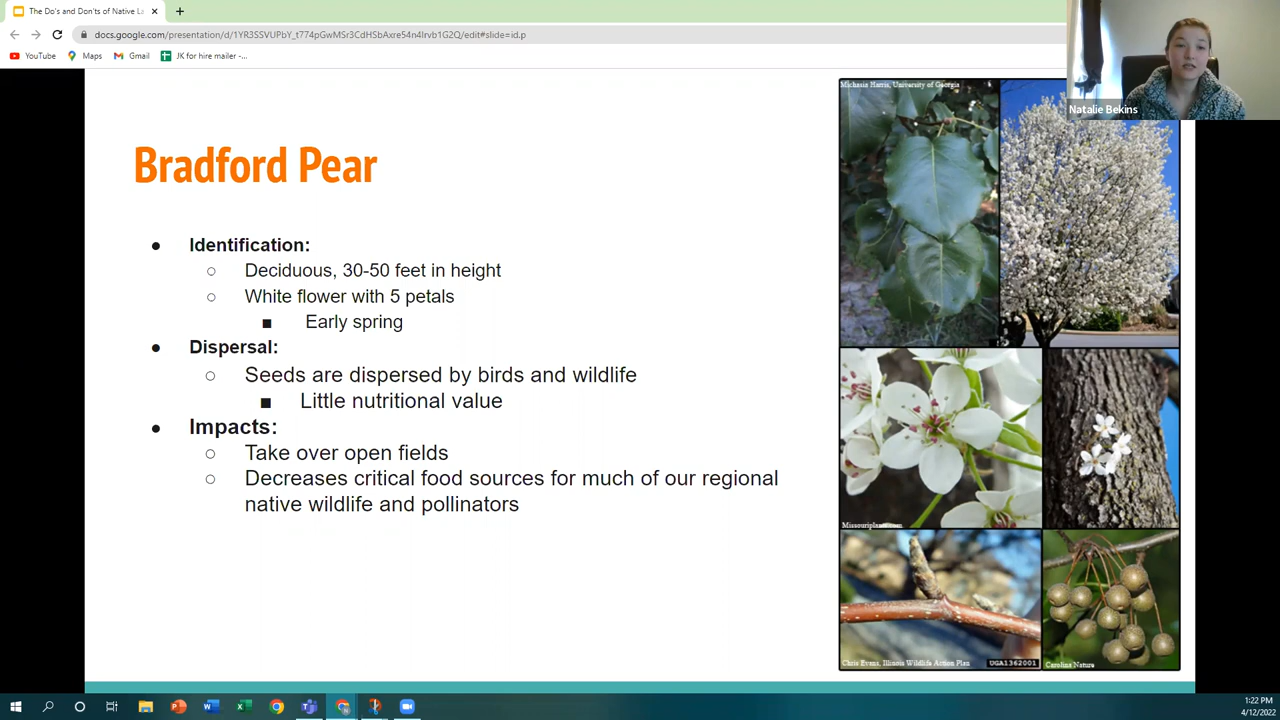 The Do's and Don'ts of Native La
docs.google.com/presentation/d/1YR3SSVUPbY_t774pGwMSr3CdHSbAxre54n4lrvb1G2Q/edit#slide=id.p
YouTube
Maps
Gmail
JK for hire mailer -...
Natalie Bekins
Bradford Pear
Identification:
Deciduous, 30-50 feet in height
White flower with 5 petals
Early spring
Dispersal:
Seeds are dispersed by birds and wildlife
Little nutritional value
Impacts:
Take over open fields
Decreases critical food sources for much of our regional
native wildlife and pollinators
Michasia Harris, University of Georgia
Missouriplants.com
Chris Evans, Illinois Wildlife Action Plan
UGA1362001
Carolina Nature
1:22 PM
4/12/2022